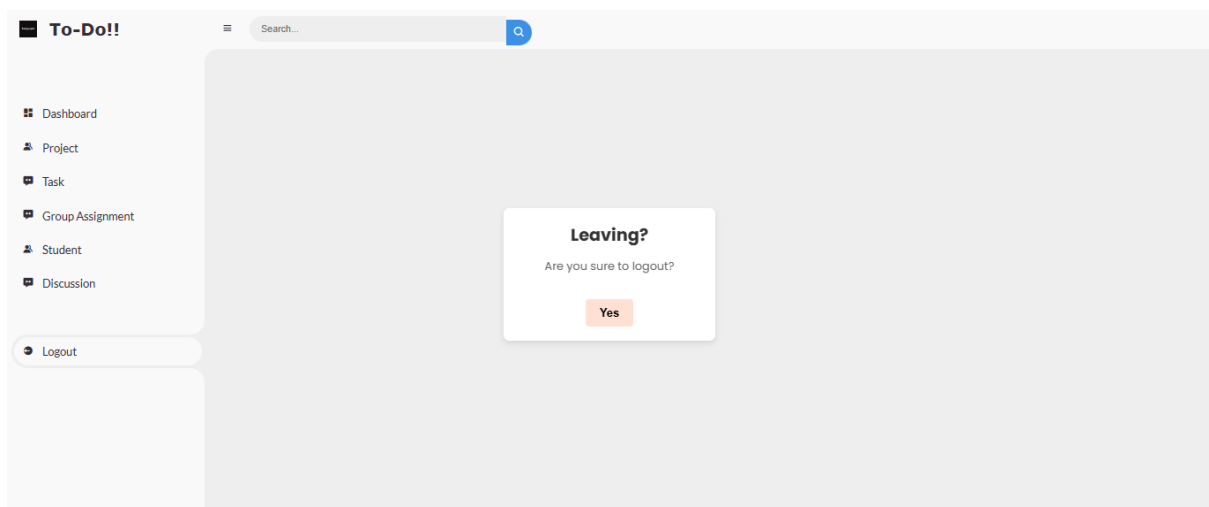 To-Do!!
Search...
Dashboard
Project
Task
Group Assignment
Student
Discussion
Logout
Leaving?
Are you sure to logout?
Yes